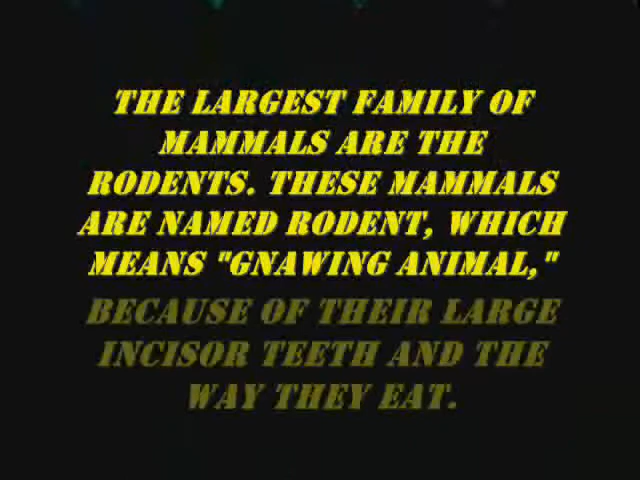 THE LARGEST FAMILY OF
MAMMALS ARE THE
RODENTS. THESE MAMMALS
ARE NAMED RODENT, WHICH
MEANS "GNAWING ANIMAL,"
BECAUSE OF THEIR LARGE
INCISOR TEETH AND THE
WAY THEY EAT.